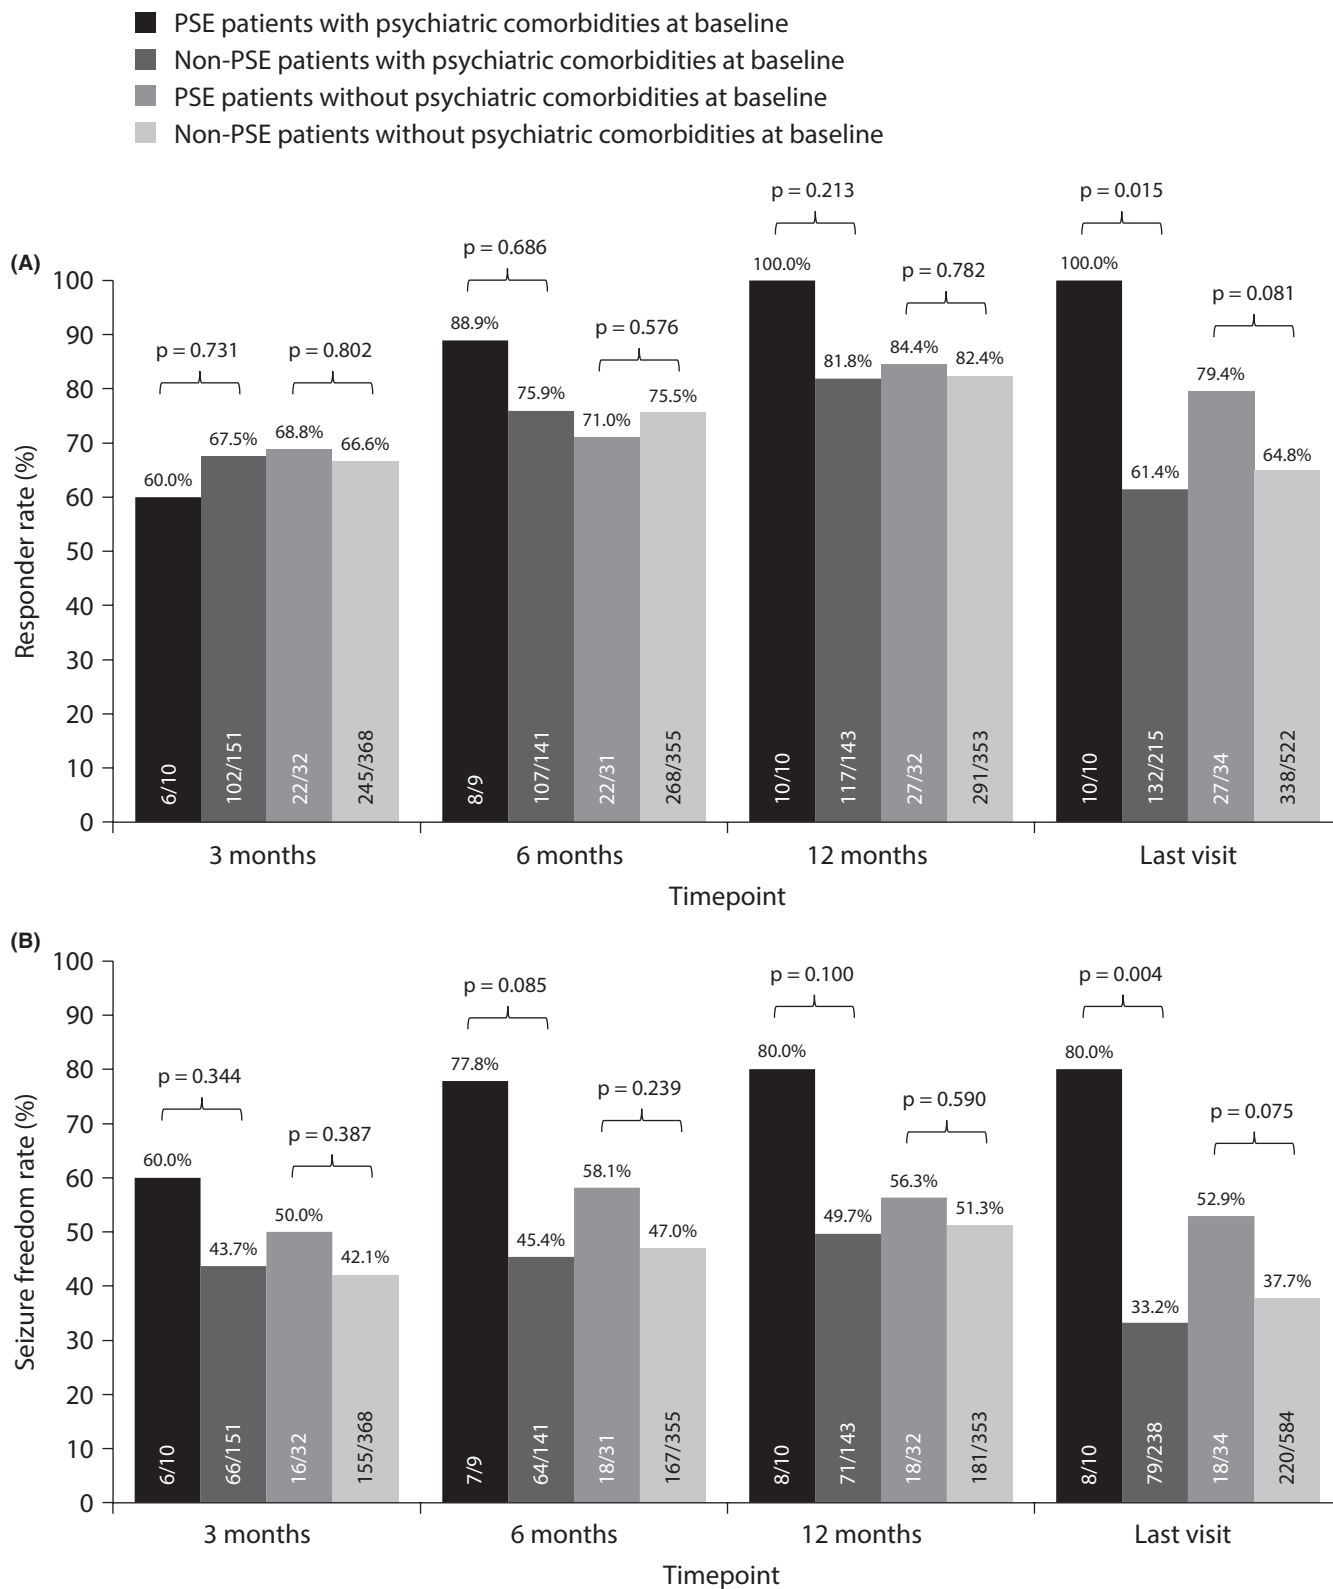 PSE patients with psychiatric comorbidities at baseline
Non-PSE patients with psychiatric comorbidities at baseline
PSE patients without psychiatric comorbidities at baseline
Non-PSE patients without psychiatric comorbidities at baseline
(A)
Responder rate (%)
100
90
80
70
60
50
40
30
20
10
0
p = 0.731
p = 0.802
60.0%
67.5%
68.8%
66.6%
6/10
102/151
22/32
245/368
p = 0.686
p = 0.576
88.9%
75.9%
71.0%
75.5%
8/9
107/141
22/31
268/355
p = 0.213
p = 0.782
100.0%
81.8%
84.4%
82.4%
10/10
117/143
27/32
291/353
p = 0.015
p = 0.081
100.0%
61.4%
79.4%
64.8%
10/10
132/215
27/34
338/522
3 months
6 months
12 months
Last visit
Timepoint
(B)
Seizure freedom rate (%)
100
90
80
70
60
50
40
30
20
10
0
p = 0.344
p = 0.387
60.0%
43.7%
50.0%
42.1%
6/10
66/151
16/32
155/368
p = 0.085
p = 0.239
77.8%
45.4%
58.1%
47.0%
7/9
64/141
18/31
167/355
p = 0.100
p = 0.590
80.0%
49.7%
56.3%
51.3%
8/10
71/143
18/32
181/353
p = 0.004
p = 0.075
80.0%
33.2%
52.9%
37.7%
8/10
79/238
18/34
220/584
3 months
6 months
12 months
Last visit
Timepoint